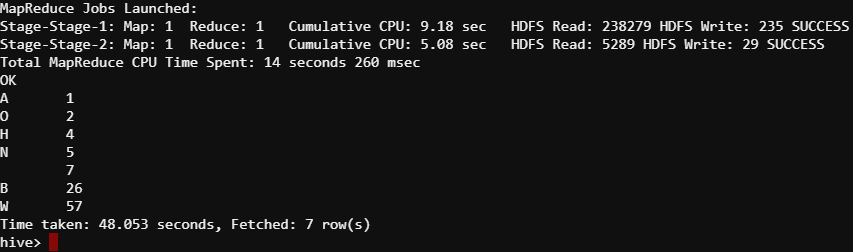 MapReduce Jobs Launched:
Stage-Stage-1: Map: 1  Reduce: 1   Cumulative CPU: 9.18 sec   HDFS Read: 238279 HDFS Write: 235 SUCCESS
Stage-Stage-2: Map: 1  Reduce: 1   Cumulative CPU: 5.08 sec   HDFS Read: 5289 HDFS Write: 29 SUCCESS
Total MapReduce CPU Time Spent: 14 seconds 260 msec
OK
A       1
O       2
H       4
N       5
        7
B       26
W       57
Time taken: 48.053 seconds, Fetched: 7 row(s)
hive>